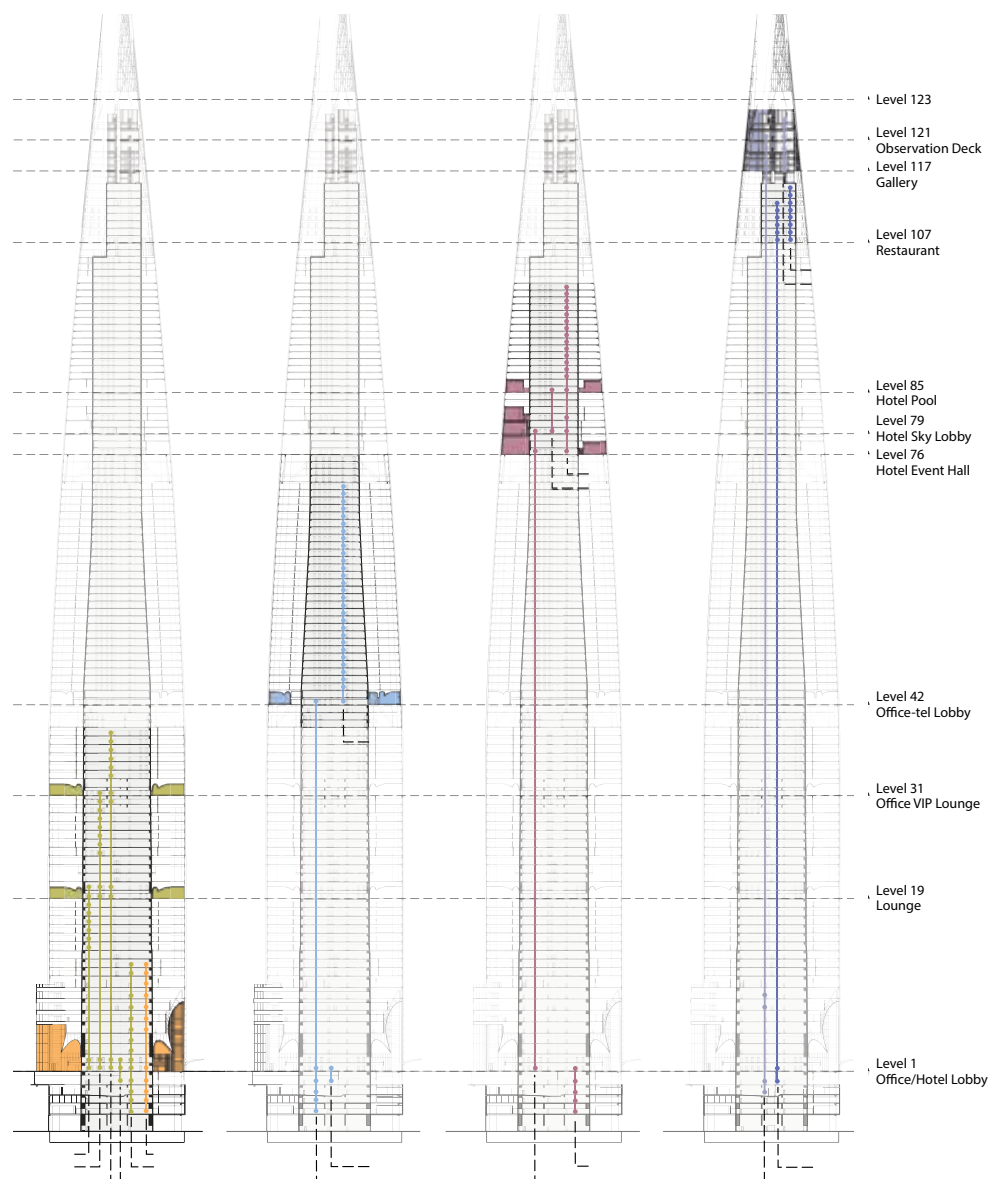 Level 123
Level 121
Observation Deck
Level 117
Gallery
Level 107
Restaurant
Level 85
Hotel Pool
Level 79
Hotel Sky Lobby
Level 76
Hotel Event Hall
Level 42
Office-tel Lobby
Level 31
Office VIP Lounge
Level 19
Lounge
Level 1
Office/Hotel Lobby